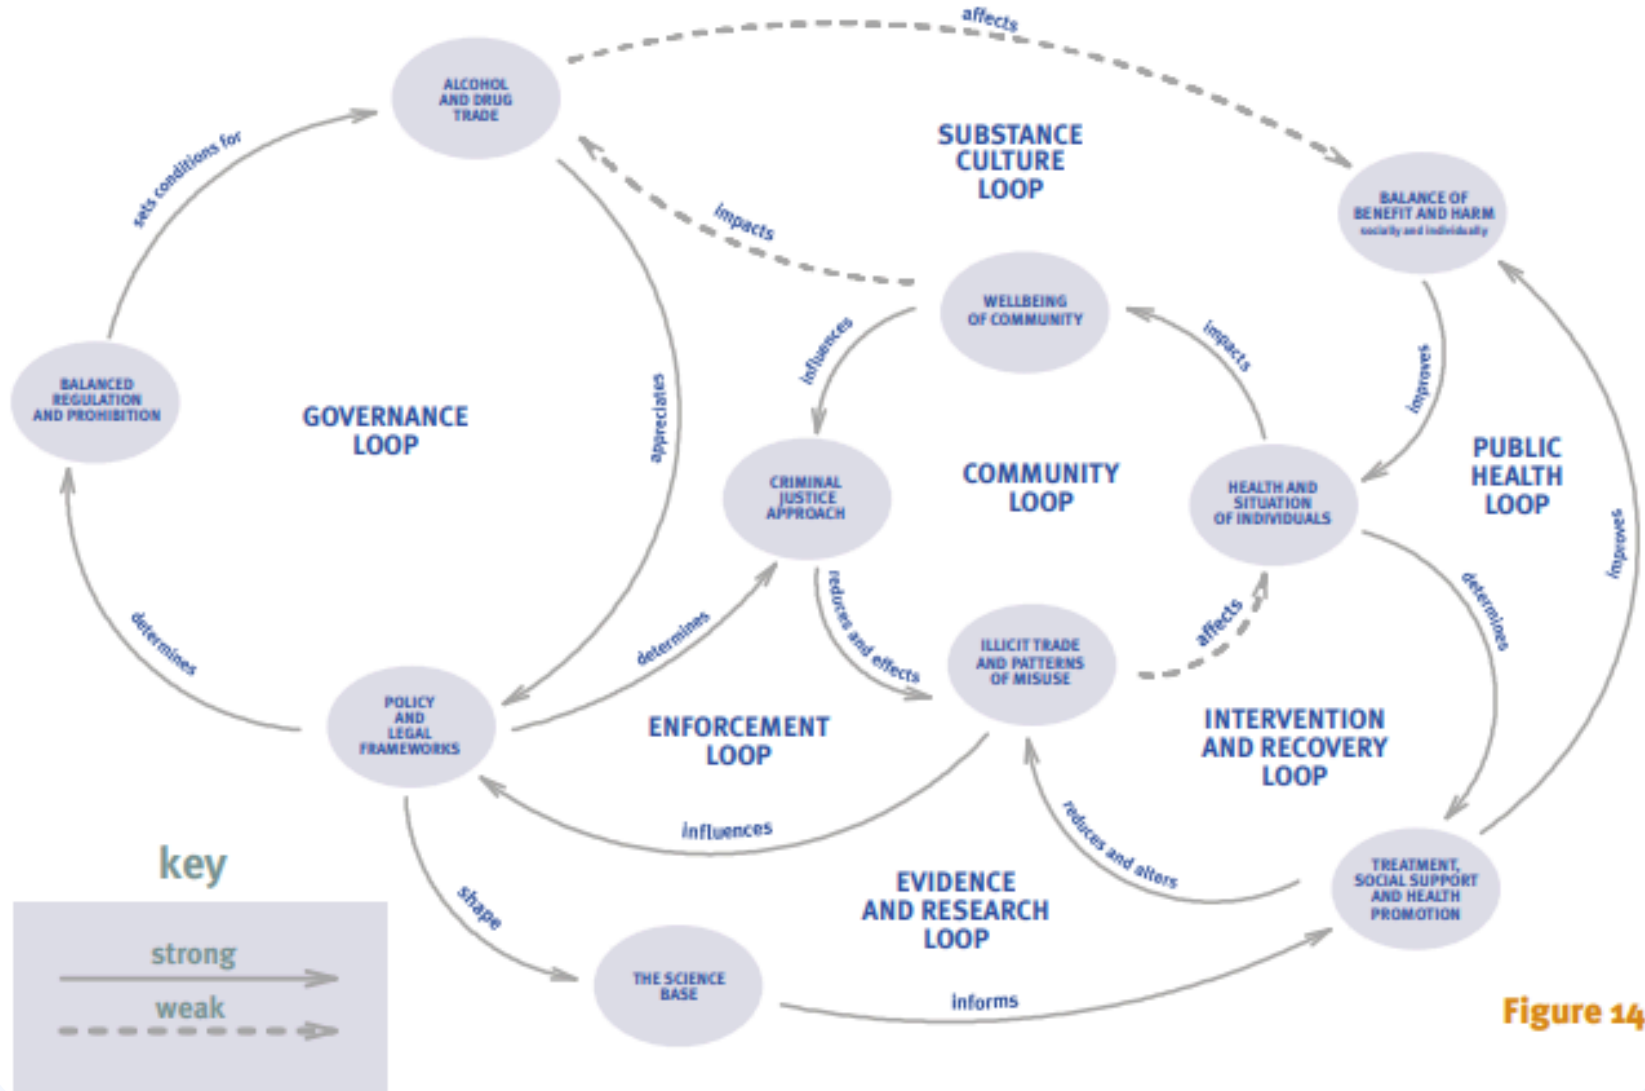 affects
ALCOHOL
AND DRUG
TRADE
sets conditions for
SUBSTANCE
CULTURE
LOOP
impacts
BALANCE OF
BENEFIT AND HARM
socially and individually
WELLBEING
OF COMMUNITY
influences
impacts
improves
BALANCED
REGULATION
AND PROHIBITION
GOVERNANCE
LOOP
appreciates
CRIMINAL
JUSTICE
APPROACH
COMMUNITY
LOOP
HEALTH AND
SITUATION
OF INDIVIDUALS
PUBLIC
HEALTH
LOOP
improves
determines
determines
reduces and effects
ILLICIT TRADE
AND PATTERNS
OF MISUSE
affects
determines
POLICY
AND
LEGAL
FRAMEWORKS
ENFORCEMENT
LOOP
INTERVENTION
AND RECOVERY
LOOP
influences
reduces and alters
key
strong
weak
shape
EVIDENCE
AND RESEARCH
LOOP
TREATMENT,
SOCIAL SUPPORT
AND HEALTH
PROMOTION
THE SCIENCE
BASE
informs
Figure 14